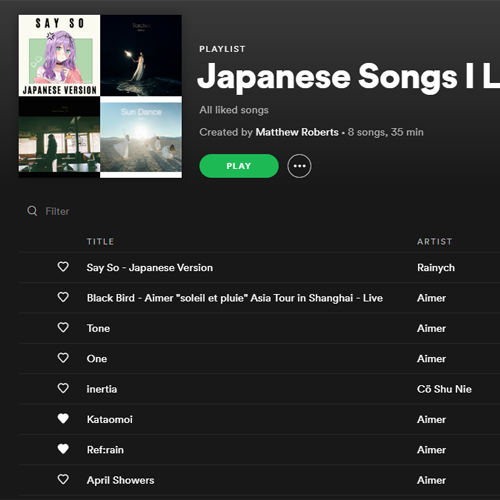 SAY SO
JAPANESE VERSION
Sun Dance
PLAYLIST
Japanese Songs I L
All liked songs
Created by Matthew Roberts • 8 songs, 35 min
PLAY
Filter
TITLE ARTIST
Say So - Japanese Version Rainych
Black Bird - Aimer "soleil et pluie" Asia Tour in Shanghai - Live Aimer
Tone Aimer
One Aimer
inertia Cö Shu Nie
Kataomoi Aimer
Ref:rain Aimer
April Showers Aimer